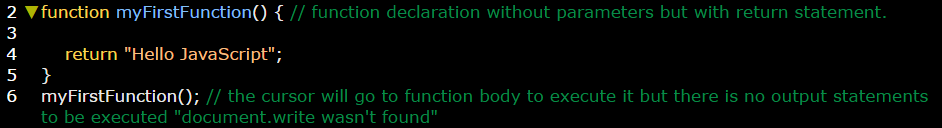 2 ▼function myFirstFunction() { // function declaration without parameters but with return statement.
3
4 return "Hello JavaScript";
5 }
6 myFirstFunction(); // the cursor will go to function body to execute it but there is no output statements
to be executed "document.write wasn't found"